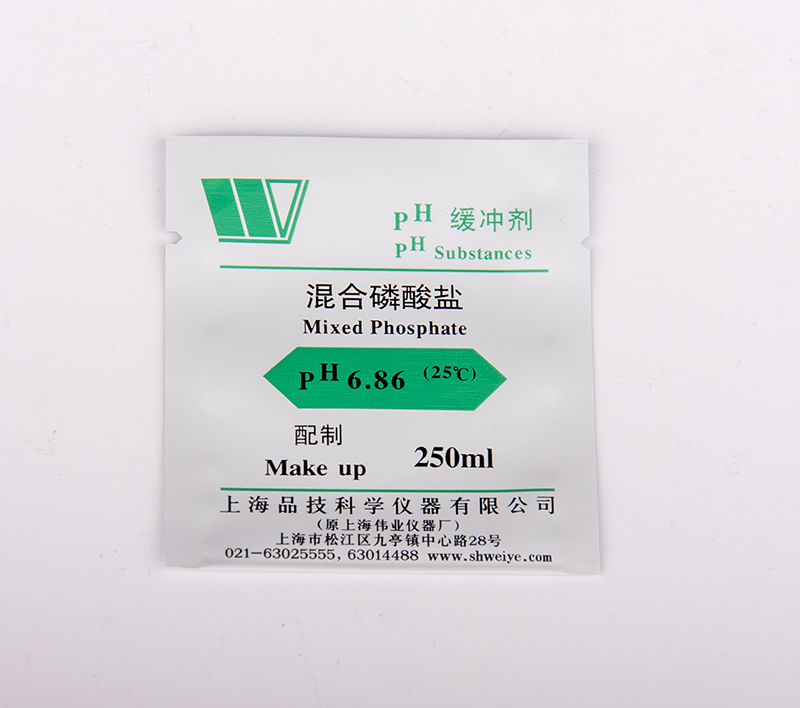 pH 缓冲剂
pH Substances
混合磷酸盐
Mixed Phosphate
pH 6.86 (25℃)
配制
Make up 250ml
上海品技科学仪器有限公司
(原上海伟业仪器厂)
上海市松江区九亭镇中心路28号
021-63025555, 63014488 www.shweiye.com